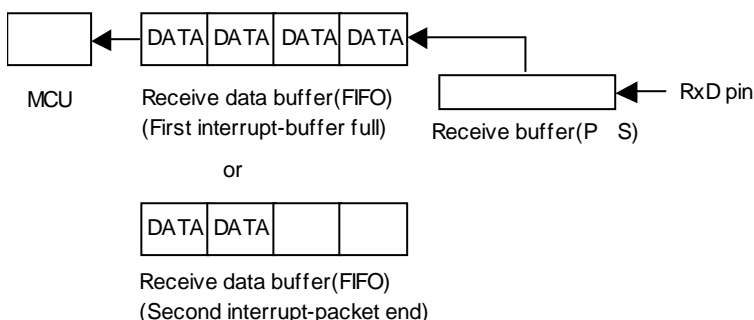 DATA DATA DATA DATA
MCU
Receive data buffer(FIFO)
(First interrupt-buffer full)
RxD pin
Receive buffer(P S)
or
DATA DATA
Receive data buffer(FIFO)
(Second interrupt-packet end)